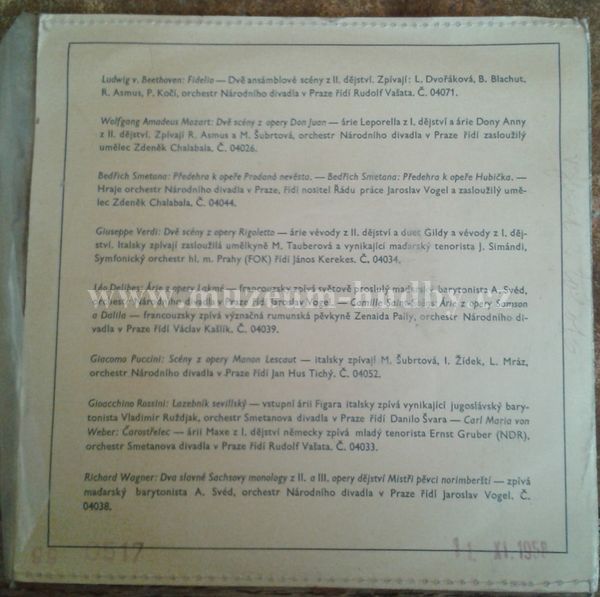 Ludwig v. Beethoven: Fidelio — Dvě ansámblové scény z II. dějství. Zpívají: L. Dvořáková, B. Blachut,
R. Asmus, P. Kočí, orchestr Národního divadla v Praze řídí Rudolf Vašata. Č. 04071.
Wolfgang Amadeus Mozart: Dvě scény z opery Don Juan — árie Leporella z I. dějství a árie Dony Anny
z II. dějství. Zpívají R. Asmus a M. Šubrtová, orchestr Národního divadla v Praze řídí zasloužilý
umělec Zdeněk Chalabala, Č. 04026.
Bedřich Smetana: Předehra k opeře Prodaná nevěsta. — Bedřich Smetana: Předehra k opeře Hubička. —
Hraje orchestr Národního divadla v Praze, řídí nositel Řádu práce Jaroslav Vogel a zasloužilý umě-
lec Zdeněk Chalabala, Č. 04044.
Giuseppe Verdi: Dvě scény z opery Rigoletto — árie vévody z II. dějství a duet Gildy a vévody z I. děj-
ství. Italsky zpívají zasloužilá umělkyně M. Tauberová a vynikající maďarský tenorista J. Simándi,
Symfonický orchestr hl. m. Prahy (FOK) řídí János Kerekes. Č. 04034.
Léo Delibes: Árie z opery Lakmé — francouzsky zpívá světově proslulý maďarský barytonista A. Svéd,
orchestr Národního divadla v Praze řídí Jaroslav Vogel. — Camille Saint-Saëns: Árie z opery Samson
a Dalila — francouzsky zpívá význačná rumunská pěvkyně Zenaida Pally, orchestr Národního di-
vadla v Praze řídí Václav Kašlík. Č. 04039.
Giacomo Puccini: Scény z opery Manon Lescaut — italsky zpívají M. Šubrtová, I. Žídek, L. Mráz,
orchestr Národního divadla v Praze řídí Jan Hus Tichý. Č. 04052.
Gioacchino Rossini: Lazebník sevillský — vstupní árii Figara italsky zpívá vynikající jugoslávský bary-
tonista Vladimir Ruždjak, orchestr Smetanova divadla v Praze řídí Danilo Švara — Carl Maria von
Weber: Čarostřelec — árii Maxe z I. dějství německy zpívá mladý tenorista Ernst Gruber (NDR),
orchestr Smetanova divadla v Praze řídí Rudolf Vašata. Č. 04033.
Richard Wagner: Dva slavné Sachsovy monology z II. a III. opery dějství Mistři pěvci norimberští — zpívá
maďarský barytonista A. Svéd, orchestr Národního divadla v Praze řídí Jaroslav Vogel. Č.
04038.
www.muzeum-hudby.cz
0517
XI. 1958